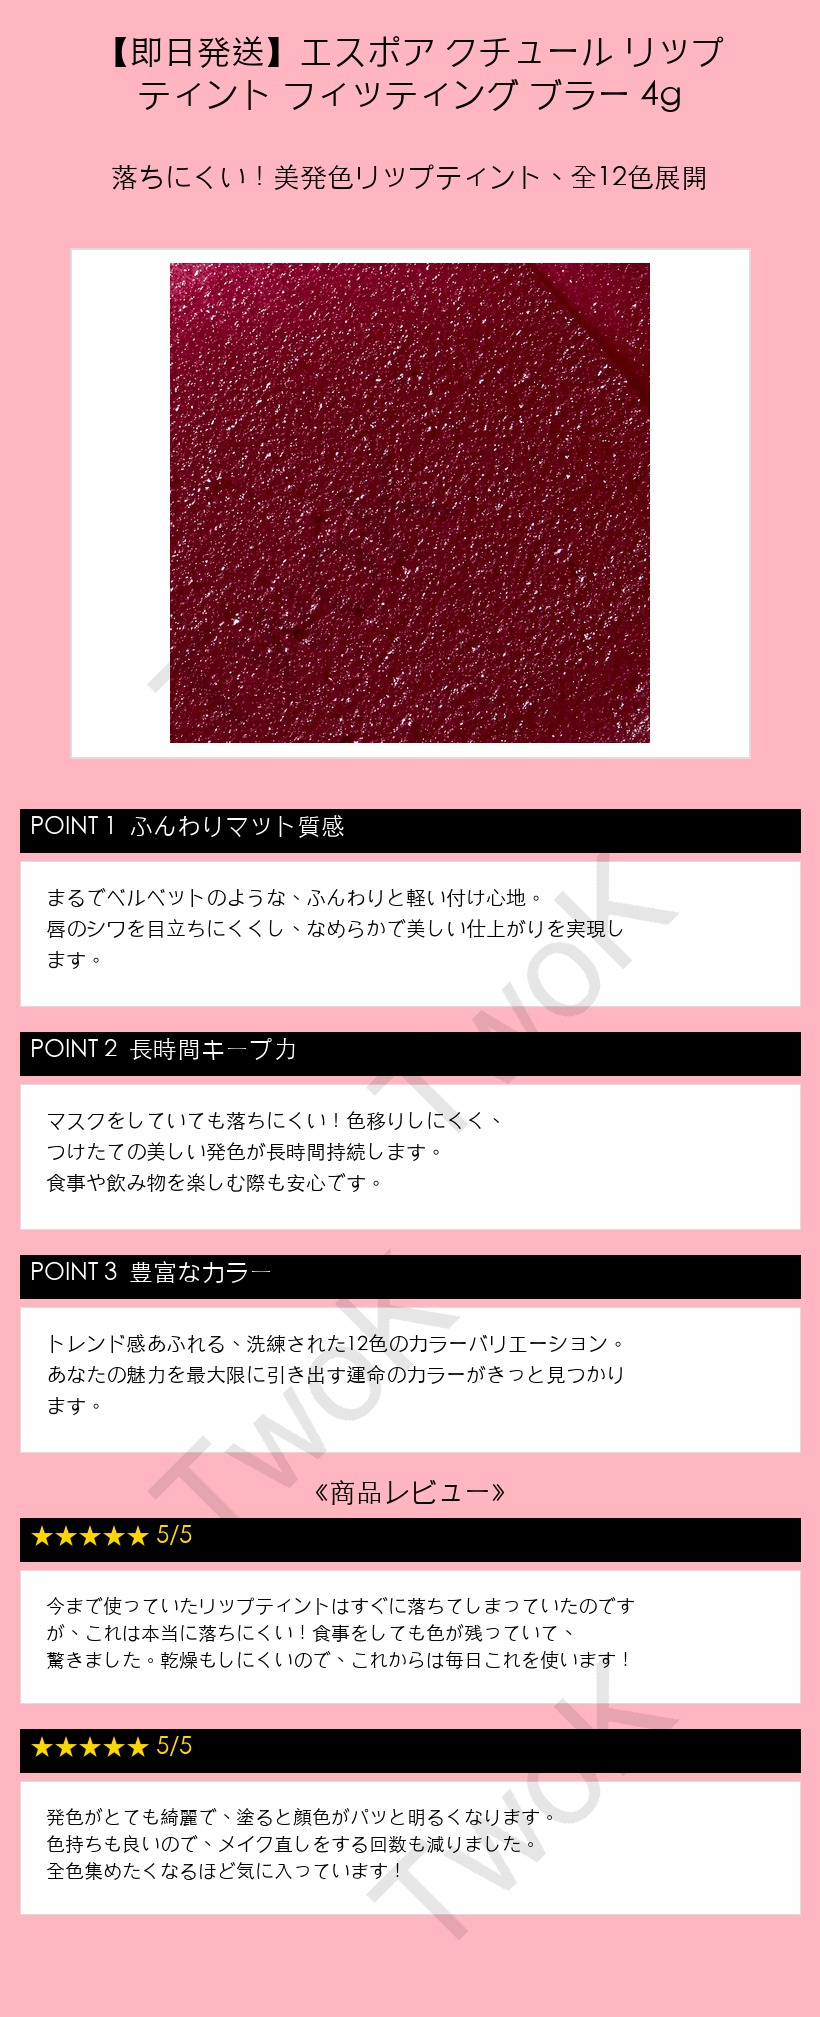 【即日発送】エスポア クチュール リップ
ティント フィッティング ブラー 4g
落ちにくい！美発色リップティント、全12色展開
POINT 1 ふんわりマット質感
まるでベルベットのような、ふんわりと軽い付け心地。
唇のシワを目立ちにくくし、なめらかで美しい仕上がりを実現し
ます。
POINT 2 長時間キープ力
マスクをしていても落ちにくい！色移りしにくく、
つけたての美しい発色が長時間持続します。
食事や飲み物を楽しむ際も安心です。
POINT 3 豊富なカラー
トレンド感あふれる、洗練された12色のカラーバリエーション。
あなたの魅力を最大限に引き出す運命のカラーがきっと見つかり
ます。
《商品レビュー》
★★★★★ 5/5
今まで使っていたリップティントはすぐに落ちてしまっていたのです
が、これは本当に落ちにくい！食事をしても色が残っていて、
驚きました。乾燥もしにくいので、これからは毎日これを使います！
★★★★★ 5/5
発色がとても綺麗で、塗ると顔色がパッと明るくなります。
色持ちも良いので、メイク直しをする回数も減りました。
全色集めたくなるほど気に入っています！
TwoK
TwoK
TwoK